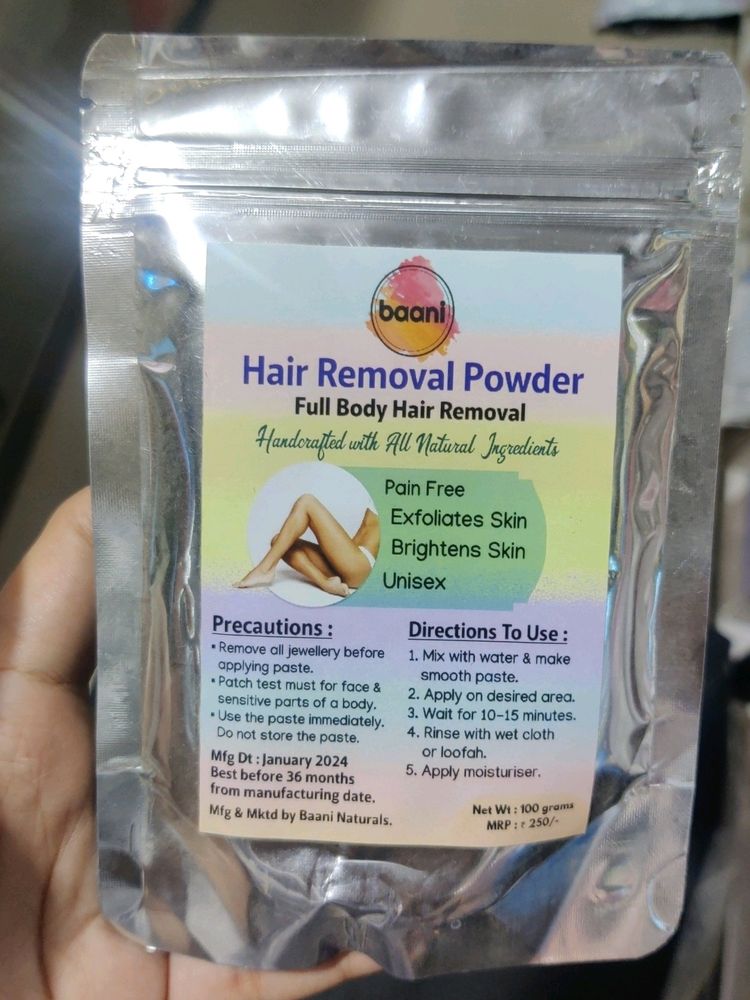 baani
Hair Removal Powder
Full Body Hair Removal
Handcrafted with All Natural Ingredients
Pain Free
Exfoliates Skin
Brightens Skin
Unisex
Precautions :
▪ Remove all jewellery before
applying paste.
▪ Patch test must for face &
sensitive parts of a body.
▪ Use the paste immediately.
Do not store the paste.
Mfg Dt : January 2024
Best before 36 months
from manufacturing date.
Mfg & Mktd by Baani Naturals.
Directions To Use :
1. Mix with water & make
smooth paste.
2. Apply on desired area.
3. Wait for 10-15 minutes.
4. Rinse with wet cloth
or loofah.
5. Apply moisturiser.
Net Wt : 100 grams
MRP : ₹ 250/-